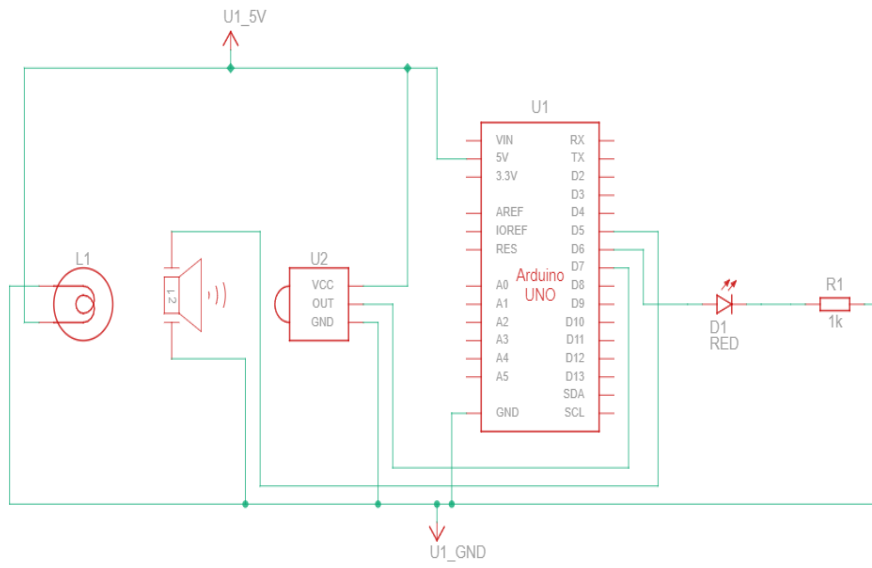 U1_5V
U1
VIN
5V
3.3V
AREF
IOREF
RES
A0
A1
A2
A3
A4
A5
GND
RX
TX
D2
D3
D4
D5
D6
D7
D8
D9
D10
D11
D12
D13
SDA
SCL
Arduino
UNO
L1
L2
U2
VCC
OUT
GND
D1
RED
R1
1k
U1_GND